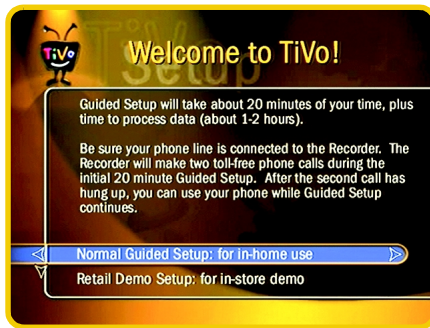 TiVo
Welcome to TiVo!
Setup
Guided Setup will take about 20 minutes of your time, plus
time to process data (about 1-2 hours).
Be sure your phone line is connected to the Recorder. The
Recorder will make two toll-free phone calls during the
initial 20 minute Guided Setup. After the second call has
hung up, you can use your phone while Guided Setup
continues.
Normal Guided Setup: for in-home use
Retail Demo Setup: for in-store demo